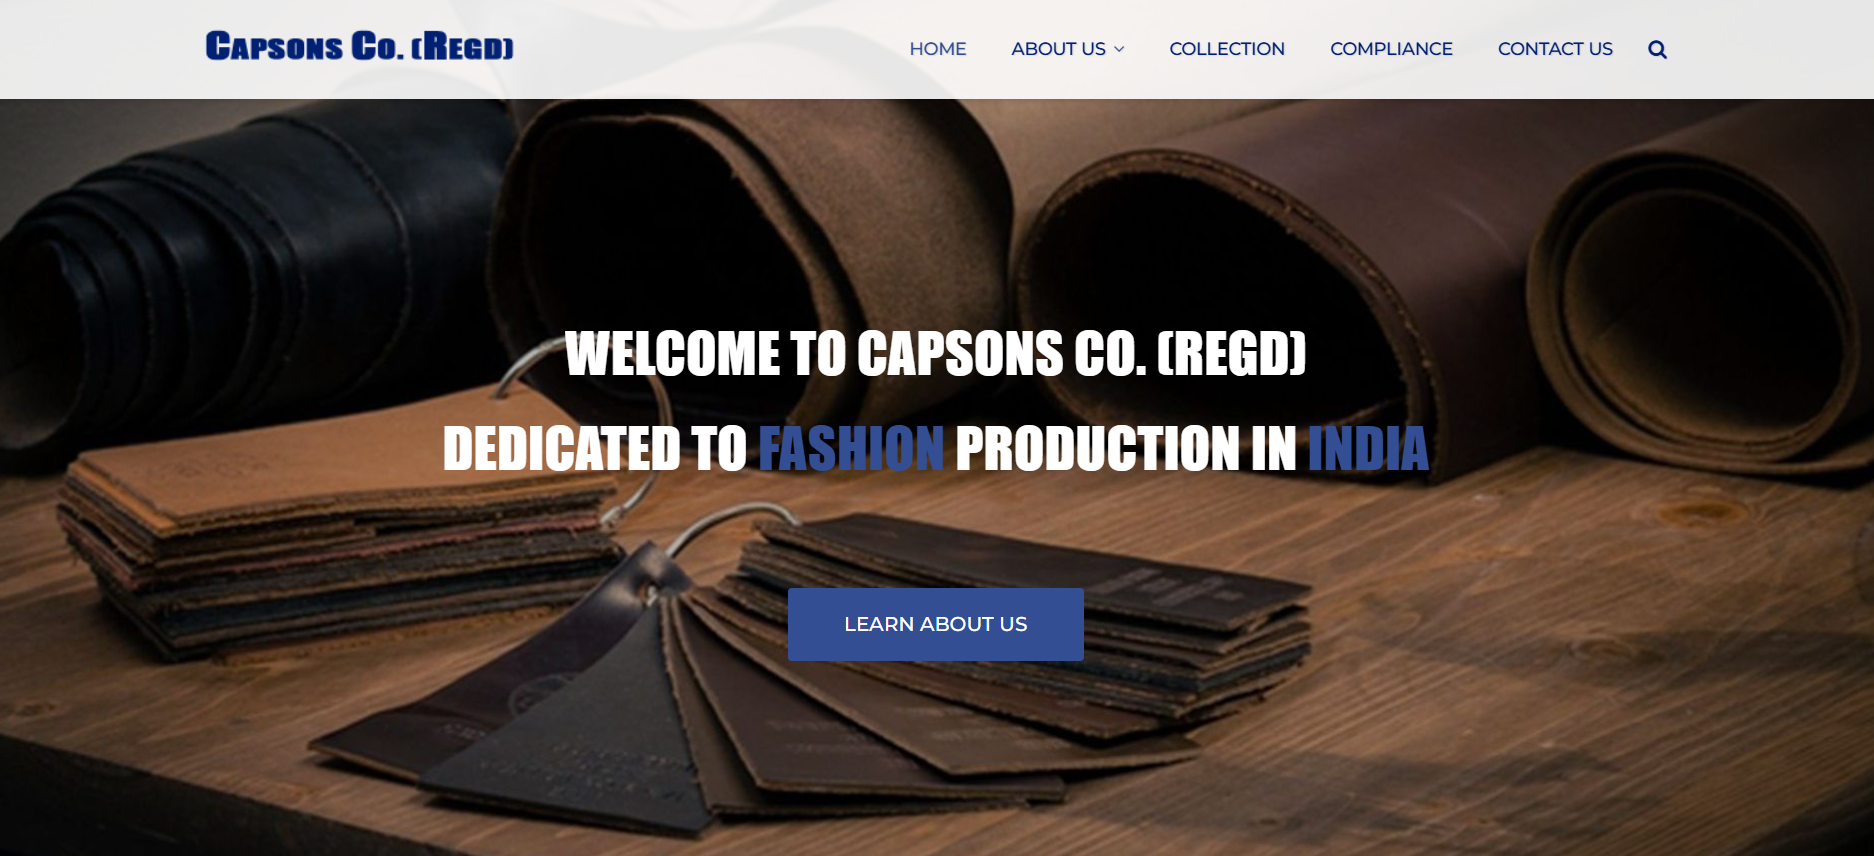 CAPSONS CO. (REGD)
HOME ABOUT US COLLECTION COMPLIANCE CONTACT US
WELCOME TO CAPSONS CO. (REGD)
DEDICATED TO FASHION PRODUCTION IN INDIA
LEARN ABOUT US